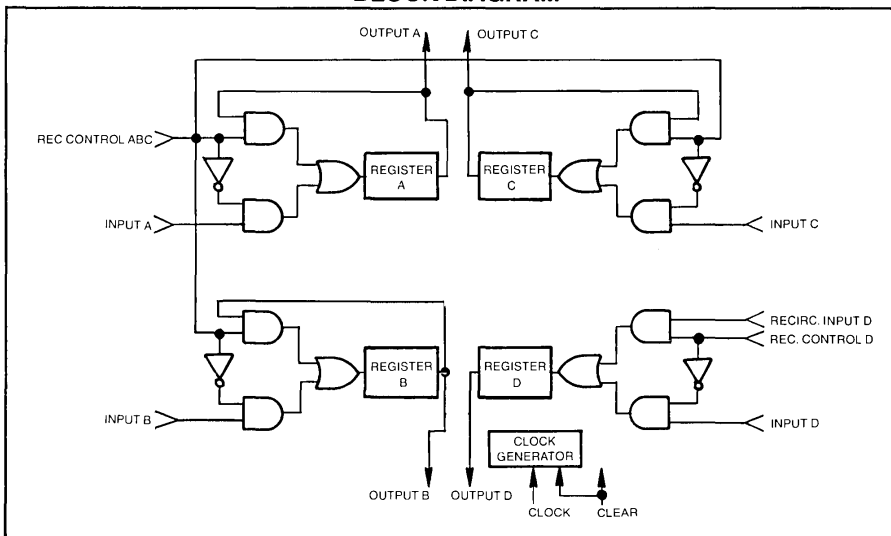 OUTPUT A
OUTPUT C
REC CONTROL ABC
REGISTER
A
REGISTER
C
INPUT A
INPUT C
RECIRC. INPUT D
REC. CONTROL D
REGISTER
B
REGISTER
D
INPUT B
INPUT D
CLOCK
GENERATOR
OUTPUT B
OUTPUT D
CLOCK
CLEAR